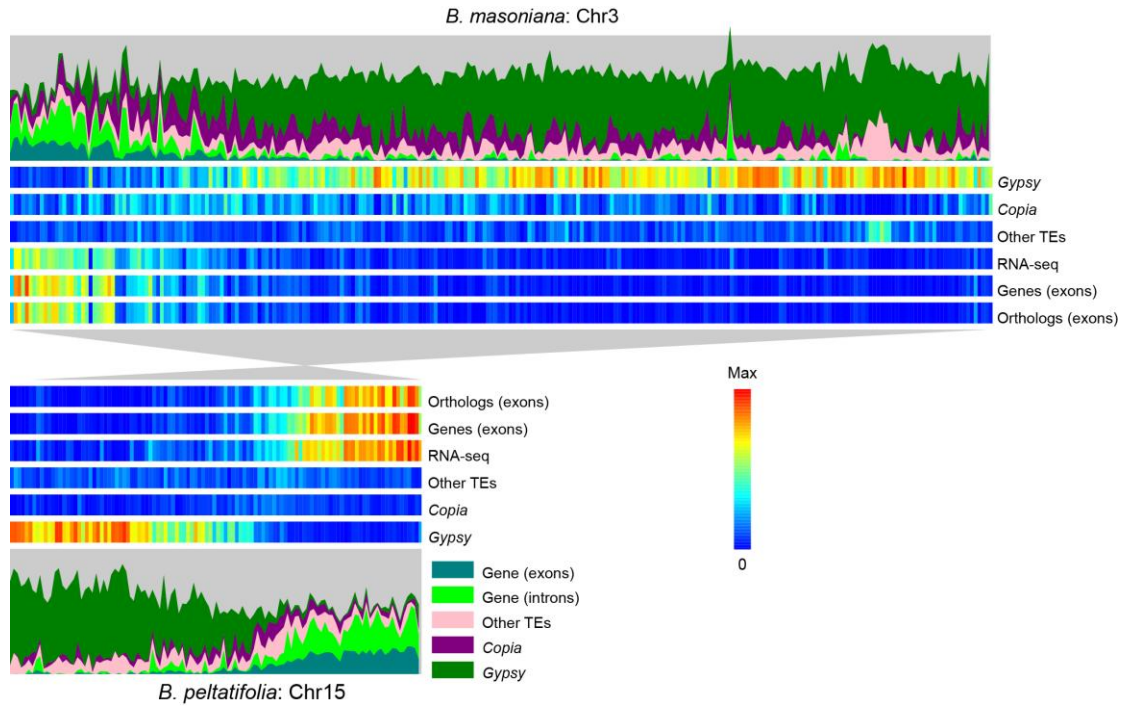 B. masoniana: Chr3
Gypsy
Copia
Other TEs
RNA-seq
Genes (exons)
Orthologs (exons)
Max
0
Orthologs (exons)
Genes (exons)
RNA-seq
Other TEs
Copia
Gypsy
Gene (exons)
Gene (introns)
Other TEs
Copia
Gypsy
B. peltatifolia: Chr15